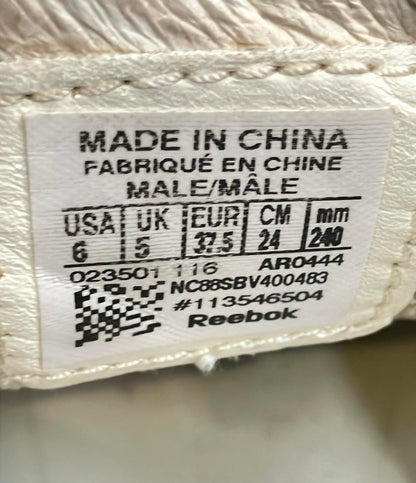 MADE IN CHINA
FABRIQUÉ EN CHINE
MALE/MÂLE
USA UK EUR CM mm
6 5 37.5 24 240
023501 116 AR0444
NC88SBV400483
#113546504
Reebok